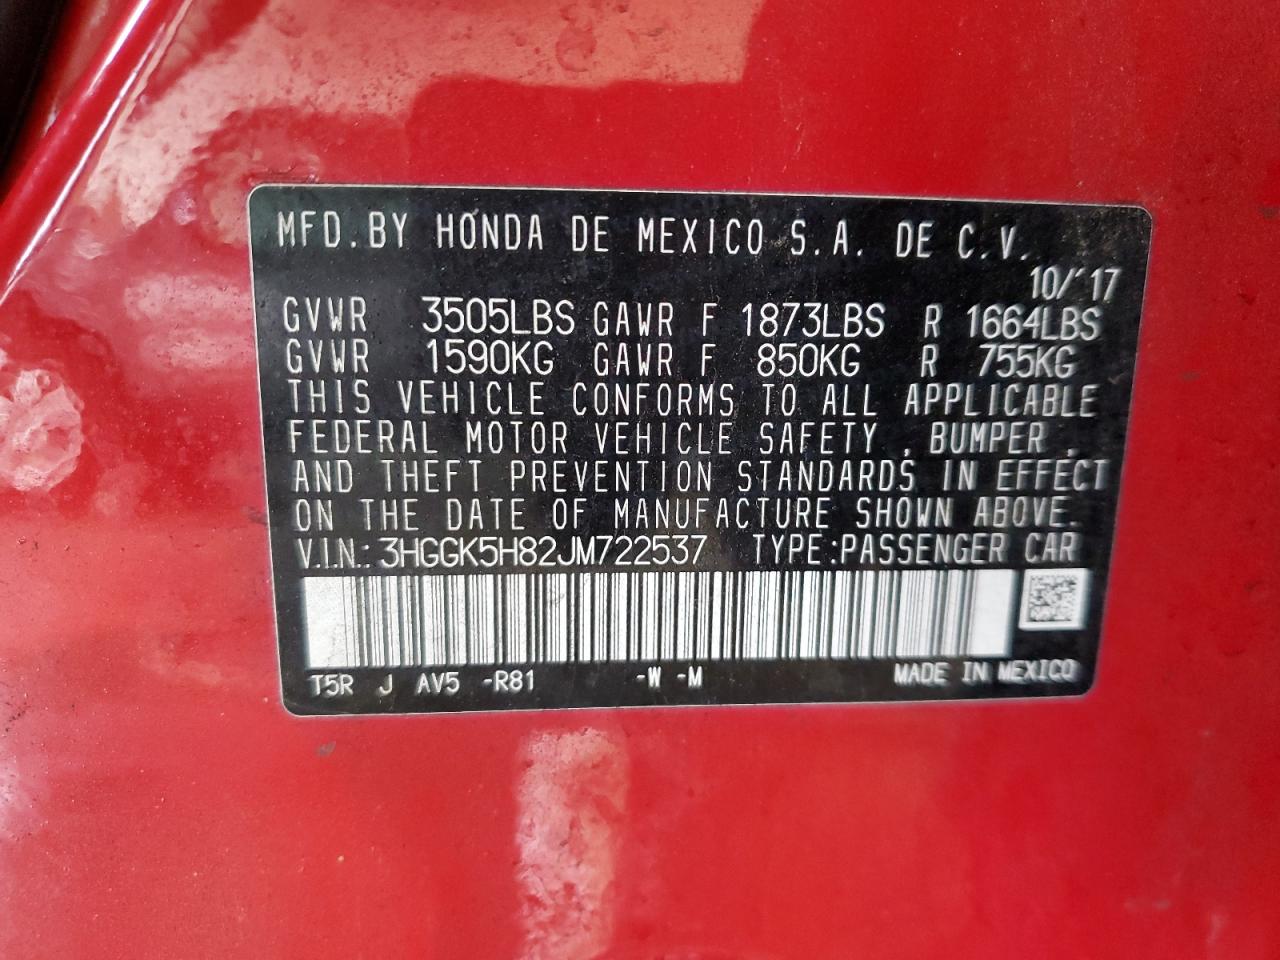 MFD.BY HONDA DE MEXICO S.A. DE C.V.
10/'17
GVWR 3505LBS GAWR F 1873LBS R 1664LBS
GVWR 1590KG GAWR F 850KG R 755KG
THIS VEHICLE CONFORMS TO ALL APPLICABLE
FEDERAL MOTOR VEHICLE SAFETY , BUMPER ,
AND THEFT PREVENTION STANDARDS IN EFFECT
ON THE DATE OF MANUFACTURE SHOWN ABOVE.
V.I.N.: 3HGGK5H82JM722537 TYPE:PASSENGER CAR
T5R J AV5 -R81 -W -M MADE IN MEXICO